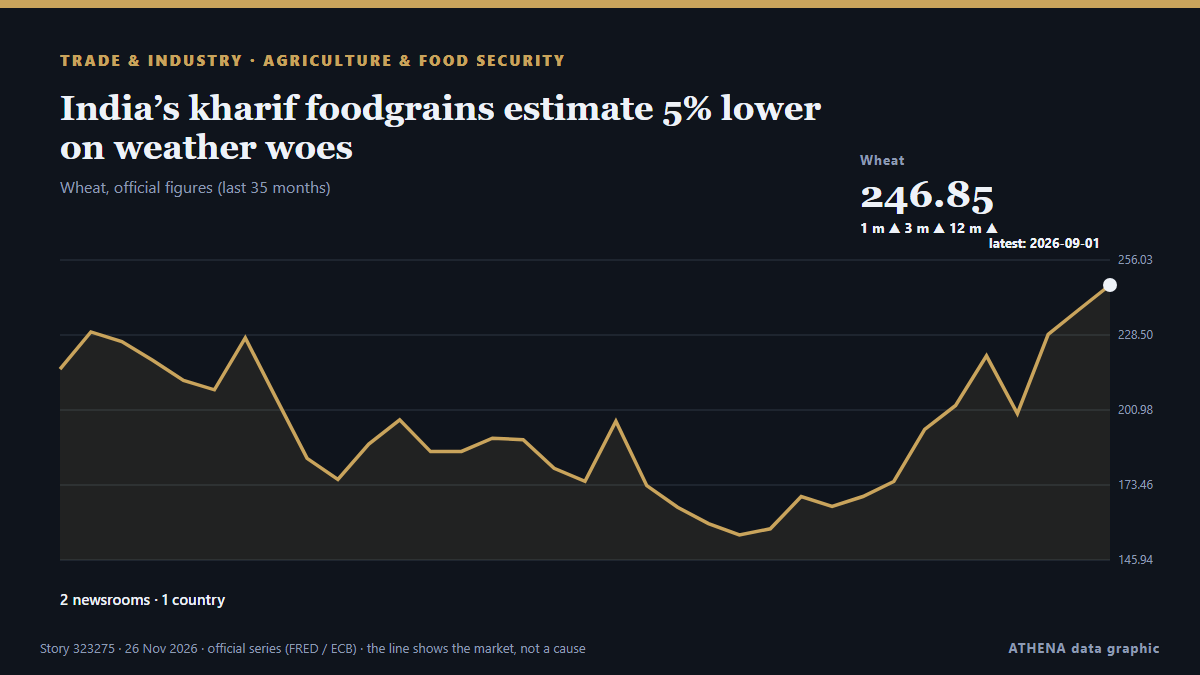 TRADE & INDUSTRY · AGRICULTURE & FOOD SECURITY
India’s kharif foodgrains estimate 5% lower
on weather woes
Wheat, official figures (last 35 months)
Wheat
246.85
1 m ▲ 3 m ▲ 12 m ▲
latest: 2026-09-01
256.03
228.50
200.98
173.46
145.94
2 newsrooms · 1 country
Story 323275 · 26 Nov 2026 · official series (FRED / ECB) · the line shows the market, not a cause
ATHENA data graphic